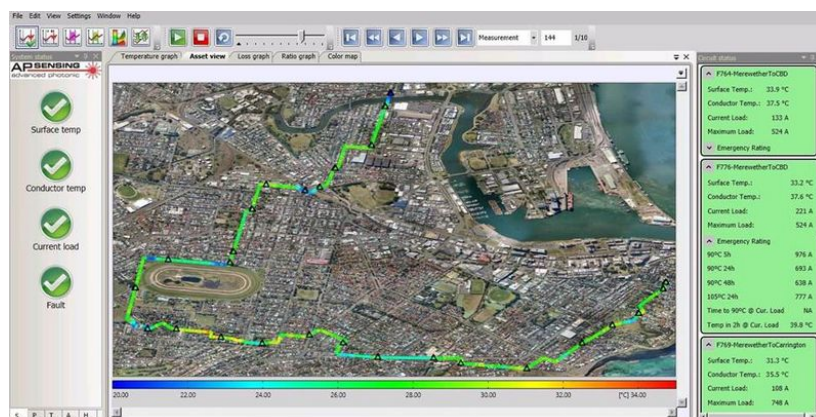 File Edit View Settings Window Help
Measurement 144 1/10
System status
AP SENSING
advanced photonic
Surface temp
Conductor temp
Current load
Fault
S P T A H
Temperature graph Asset view Loss graph Ratio graph Color map
20.00 22.00 24.00 26.00 28.00 30.00 [°C] 32.00 34.00
Circuit status
F764-MerewetherToCBD
Surface Temp.: 33.9 °C
Conductor Temp.: 37.5 °C
Current Load: 133 A
Maximum Load: 524 A
Emergency Rating
F776-MerewetherToCBD
Surface Temp.: 33.2 °C
Conductor Temp.: 37.6 °C
Current Load: 221 A
Maximum Load: 524 A
Emergency Rating
90°C 5h 976 A
90°C 24h 693 A
90°C 48h 638 A
105°C 24h 777 A
Time to 90°C @ Cur. Load NA
Temp in 2h @ Cur. Load 39.8 °C
F769-MerewetherToCarrington
Surface Temp.: 31.3 °C
Conductor Temp.: 35.5 °C
Current Load: 108 A
Maximum Load: 748 A